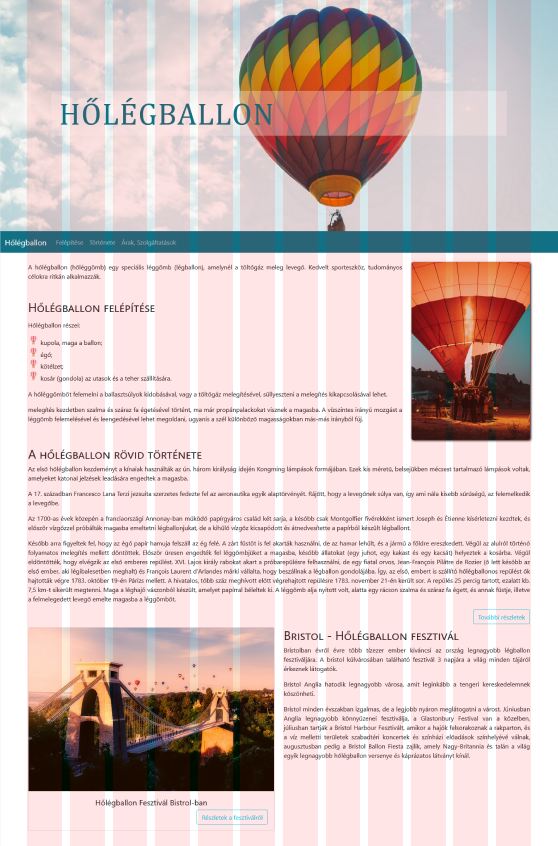 HŐLÉGBALLON
Hőlégballon Felépítése Története Árak, Szolgáltatások
A hőlégballon (hőléggömb) egy speciális léggömb (légballon), amelynél a töltőgáz meleg levegő. Kedvelt sporteszköz, tudományos
célokra ritkán alkalmazzák.
HŐLÉGBALLON FELÉPÍTÉSE
Hőlégballon részei:
kupola, maga a ballon;
égő;
kötélzet;
kosár (gondola) az utasok és a teher szállítására.
A hőléggömböt felemelni a ballasztsúlyok kidobásával, vagy a töltőgáz melegítésével, süllyeszteni a melegítés kikapcsolásával lehet.
melegítés kezdetben szalma és száraz fa égetésével történt, ma már propánpalackokat visznek a magasba. A vízszintes irányú mozgást a
léggömb felemelésével és leengedésével lehet megoldani, ugyanis a szél különböző magasságokban más-más irányból fúj.
A HŐLÉGBALLON RÖVID TÖRTÉNETE
Az első hőlégballon kezdeményt a kínaiak használták az ún. három királyság idején Kongming lámpások formájában. Ezek kis méretű, belsejükben mécsest tartalmazó lámpások voltak,
amelyeket katonai jelzések leadására engedtek a magasba.
A 17. században Francesco Lana Terzi jezsuita szerzetes fedezte fel az aeronautika egyik alaptörvényét. Rájött, hogy a levegőnek súlya van, így ami nála kisebb sűrűségű, az felemelkedik
a levegőbe.
Az 1700-as évek közepén a franciaországi Annonay-ban működő papírgyáros család két sarja, a később csak Montgolfier fivérekként ismert Joseph és Étienne kísérletezni kezdtek, és
először vízgőzzel próbálták magasba emeltetni légballonjukat, de a kihűlő vízgőz kicsapódott és átnedvesítette a papírból készült légballont.
Később arra figyeltek fel, hogy az égő papír hamuja felszáll az ég felé. A zárt füstöt is fel akarták használni, de az hamar lehűlt, és a jármű a földre ereszkedett. Végül az alulról történő
folyamatos melegítés mellett döntöttek. Először üresen engedték fel léggömbjüket a magasba, később állatokat (egy juhot, egy kakast és egy kacsát) helyeztek a kosárba. Végül
eldöntötték, hogy elvégzik az első emberes repülést. XVI. Lajos király rabokat akart a próbarepülésre felhasználni, de egy fiatal orvos, Jean-François Pilâtre de Rozier (ő lett később az
első ember, aki légibalesetben meghalt) és François Laurent d'Arlandes márki vállalta, hogy beszállnak a légballon gondolájába. Így, az első, embert is szállító hőlégballonos repülést ők
hajtották végre 1783. október 19-én Párizs mellett. A hivatalos, több száz meghívott előtt végrehajtott repülésre 1783. november 21-én került sor. A repülés 25 percig tartott, ezalatt kb.
7,5 km-t sikerült megtenni. Maga a léghajó vászonból készült, amelyet papírral béleltek ki. A léggömb alja nyitott volt, alatta egy rácson szalma és száraz fa égett, és annak füstje, illetve
a felmelegedett levegő emelte magasba a léggömböt.
További részletek
BRISTOL - HŐLÉGBALLON FESZTIVÁL
Bristolban évről évre több tízezer ember kíváncsi az ország legnagyobb légballon
fesztiváljára. A bristol külvárosában található fesztivál 3 napjára a világ minden tájáról
érkeznek látogatók.
Bristol Anglia hatodik legnagyobb városa, amit leginkább a tengeri kereskedelemnek
köszönheti.
Bristol minden évszakban izgalmas, de a legjobb nyáron meglátogatni a várost. Júniusban
Anglia legnagyobb könnyűzenei fesztiválja, a Glastonbury Festival van a közelben,
júliusban tartják a Bristol Harbour Fesztivált, amikor a hajók felsorakoznak a rakparton, és
a víz melletti területek szabadtéri koncertek és színházi előadások színhelyévé válnak,
augusztusban pedig a Bristol Ballon Fiesta zajlik, amely Nagy-Britannia és talán a világ
egyik legnagyobb hőlégballon versenye és káprázatos látványt kínál.
Hőlégballon Fesztivál Bistrol-ban
Részletek a fesztiválról